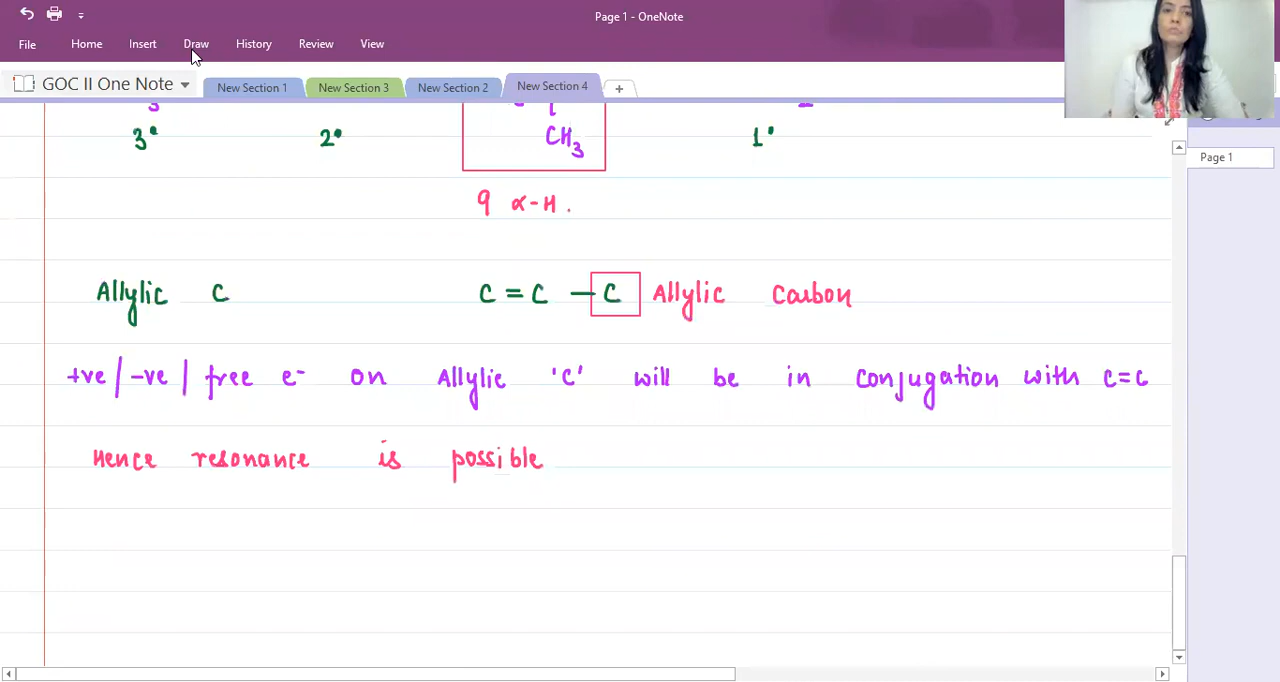 Page 1 - OneNote
File Home Insert Draw History Review View
GOC II One Note New Section 1 New Section 3 New Section 2 New Section 4 +
Page 1
CH3
3° 2° 1°
9 α-H.
Allylic C C = C - C Allylic Carbon
+ve / -ve / free e- on Allylic 'C' will be in Conjugation with C=C
Hence resonance is possible